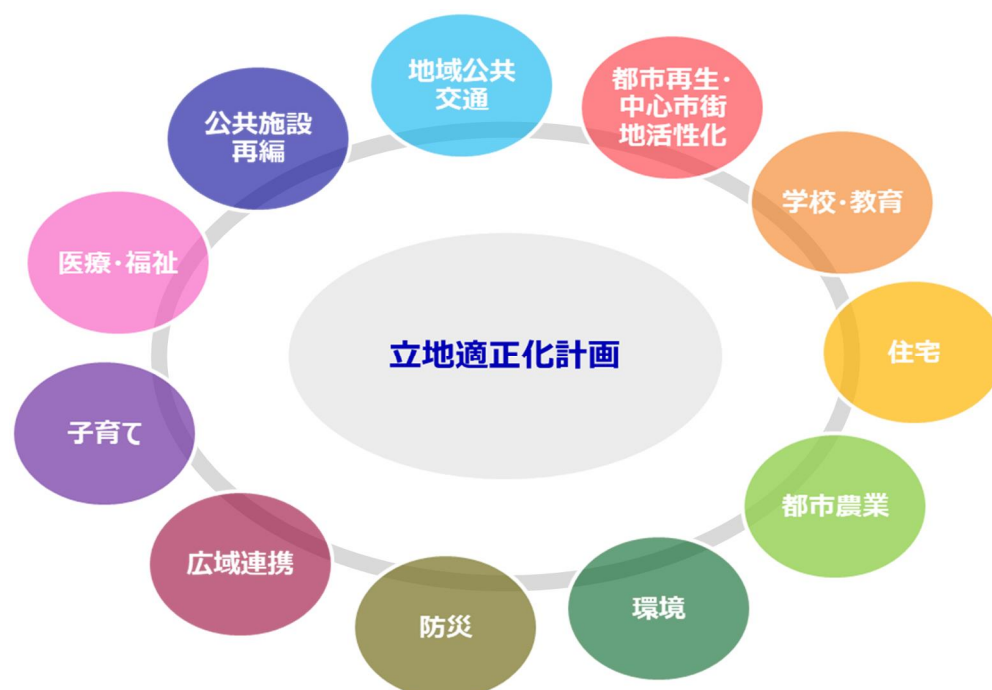 地域公共
交通
都市再生・
中心市街
地活性化
学校・教育
住宅
都市農業
環境
防災
広域連携
子育て
医療・福祉
公共施設
再編
立地適正化計画